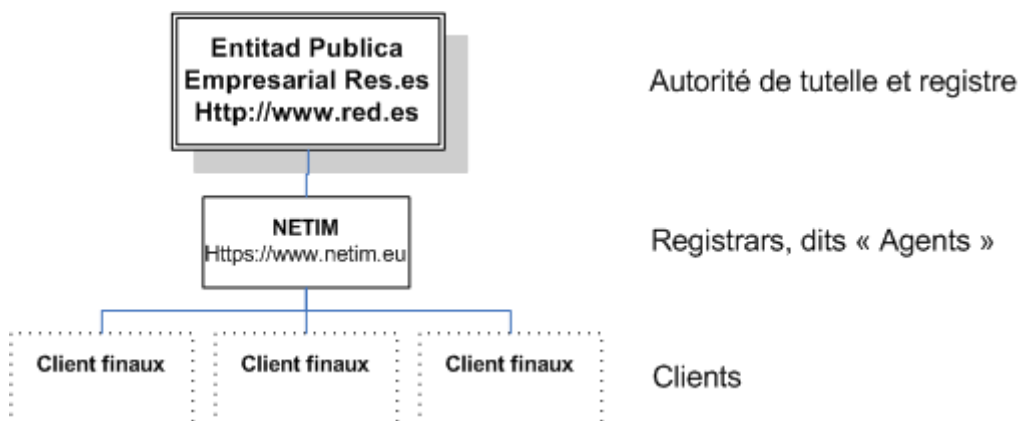 Entitad Publica
Empresarial Res.es
Http://www.red.es
Autorité de tutelle et registre
NETIM
Https://www.netim.eu
Registrars, dits « Agents »
Client finaux
Client finaux
Client finaux
Clients